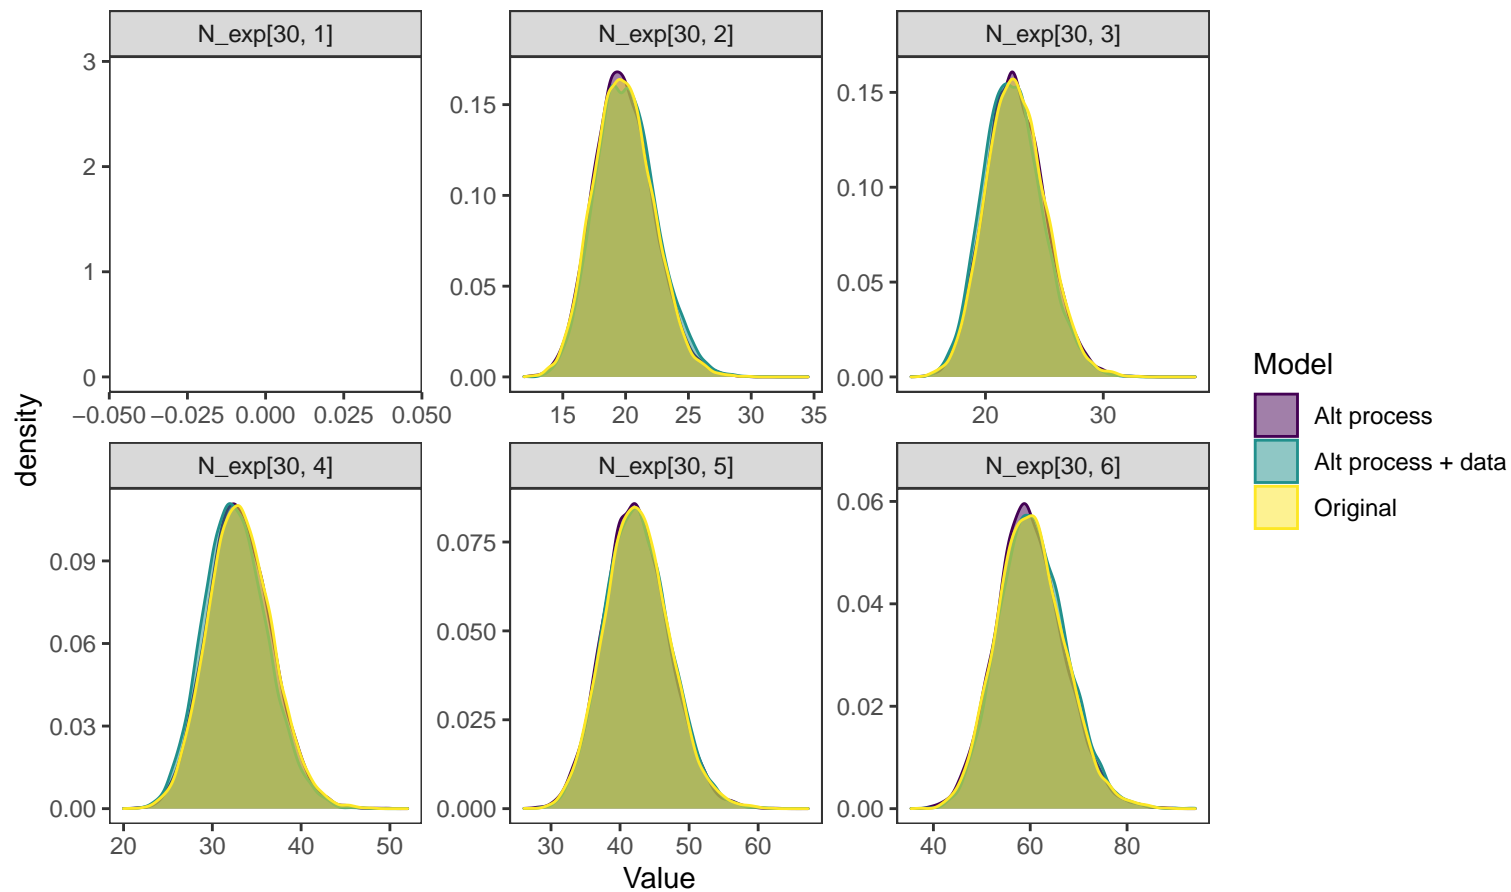 N_exp[30, 1]
N_exp[30, 2]
N_exp[30, 3]
3
2
1
0
0.15
0.10
0.05
0.00
0.15
0.10
0.05
0.00
−0.050 −0.025 0.000 0.025 0.050
15 20 25 30 35
20 30
N_exp[30, 4]
N_exp[30, 5]
N_exp[30, 6]
0.09
0.06
0.03
0.00
0.075
0.050
0.025
0.000
0.06
0.04
0.02
0.00
20 30 40 50
30 40 50 60
40 60 80
density
Value
Model
Alt process
Alt process + data
Original